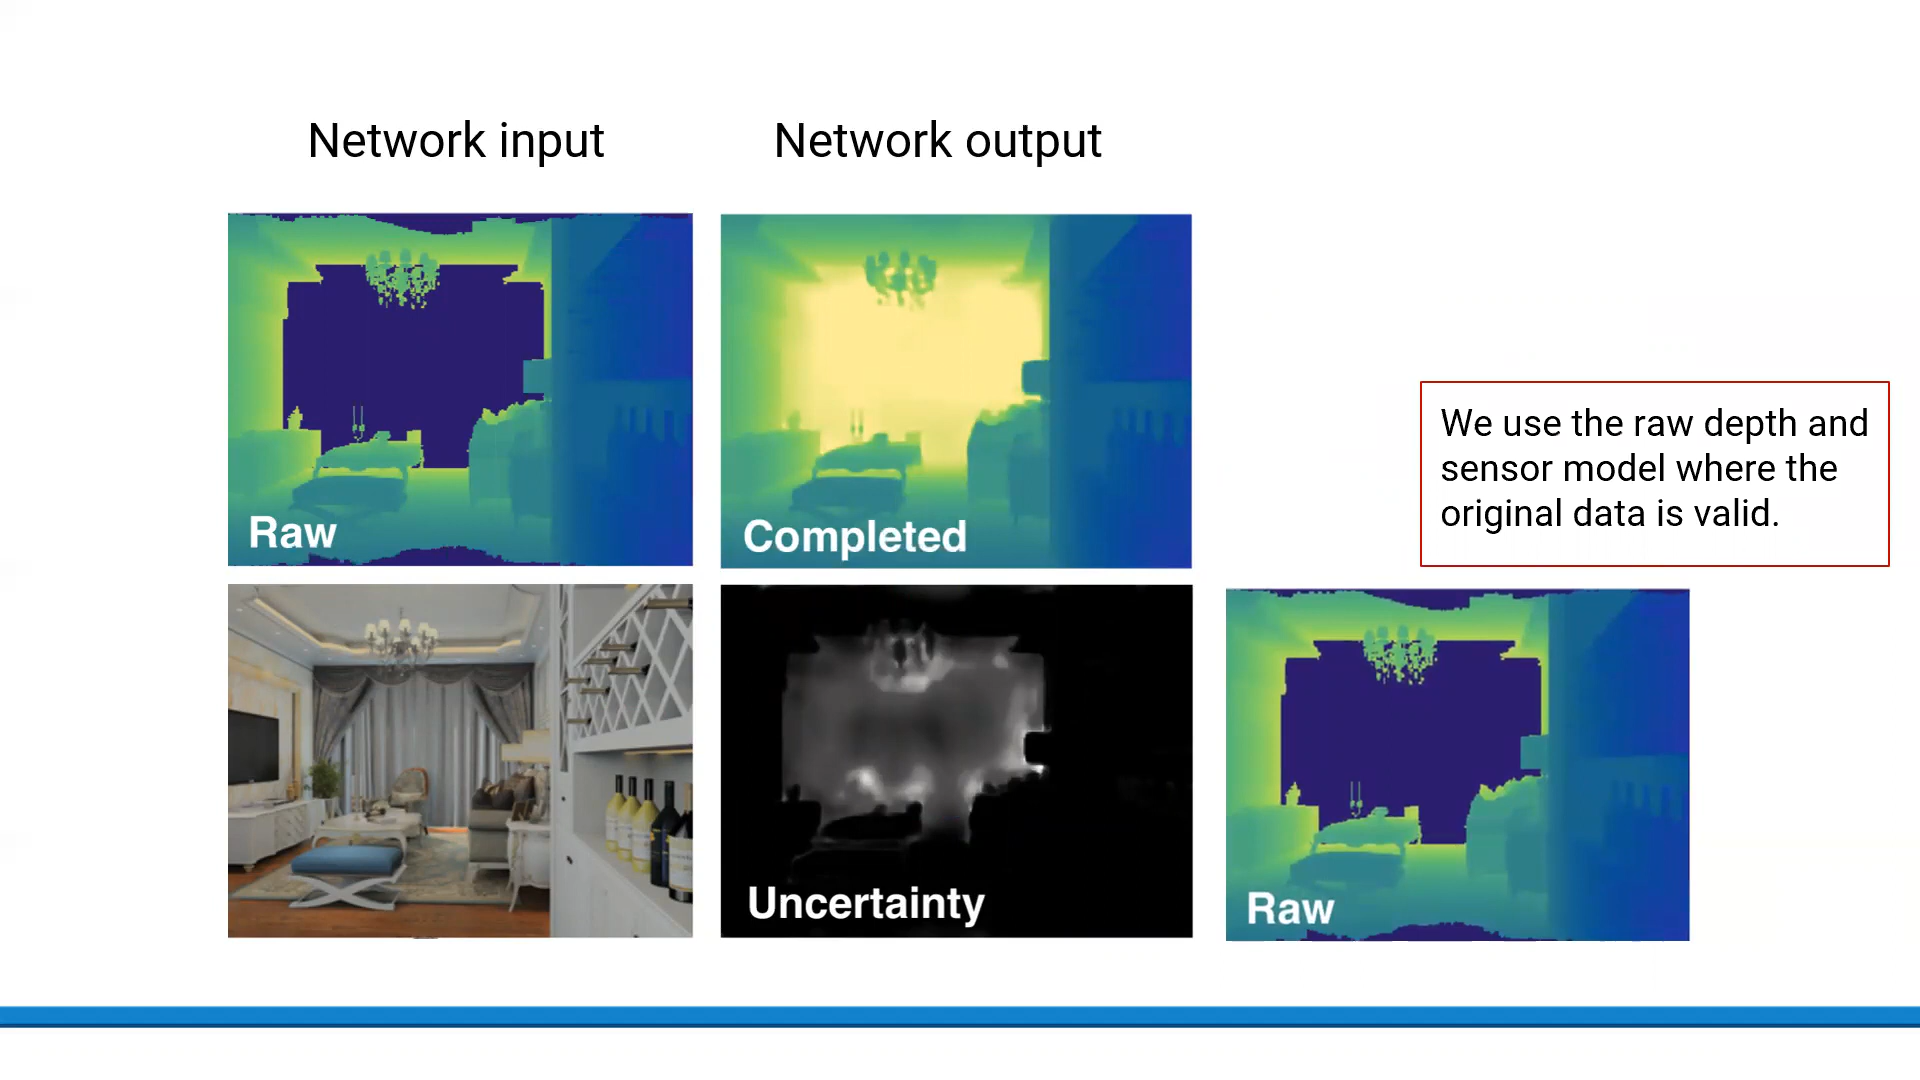 Network input
Network output
Raw
Completed
We use the raw depth and
sensor model where the
original data is valid.
Uncertainty
Raw